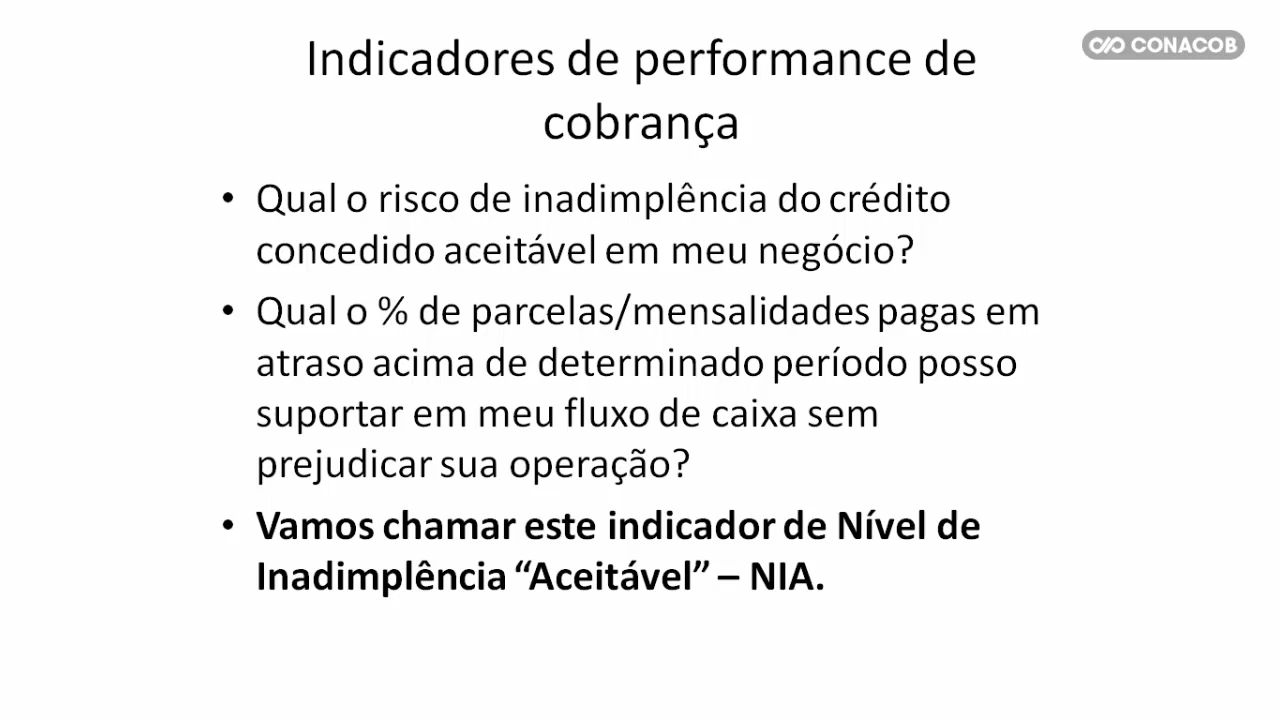 Indicadores de performance de
cobrança
CONACOB
• Qual o risco de inadimplência do crédito
concedido aceitável em meu negócio?
• Qual o % de parcelas/mensalidades pagas em
atraso acima de determinado período posso
suportar em meu fluxo de caixa sem
prejudicar sua operação?
• Vamos chamar este indicador de Nível de
Inadimplência “Aceitável” – NIA.